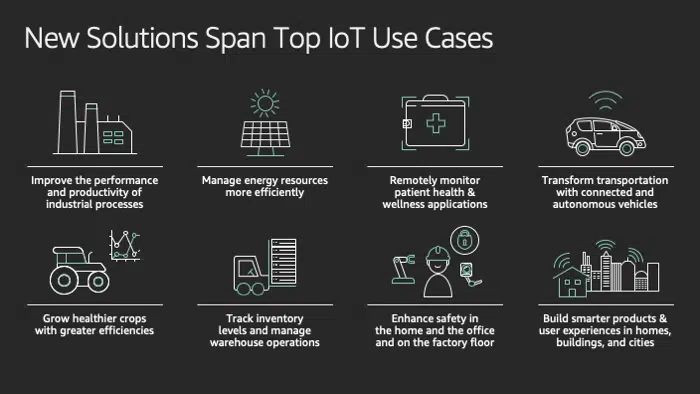 New Solutions Span Top IoT Use Cases
Improve the performance
and productivity of
industrial processes
Manage energy resources
more efficiently
Remotely monitor
patient health &
wellness applications
Transform transportation
with connected and
autonomous vehicles
Grow healthier crops
with greater efficiencies
Track inventory
levels and manage
warehouse operations
Enhance safety in
the home and the office
and on the factory floor
Build smarter products &
user experiences in homes,
buildings, and cities